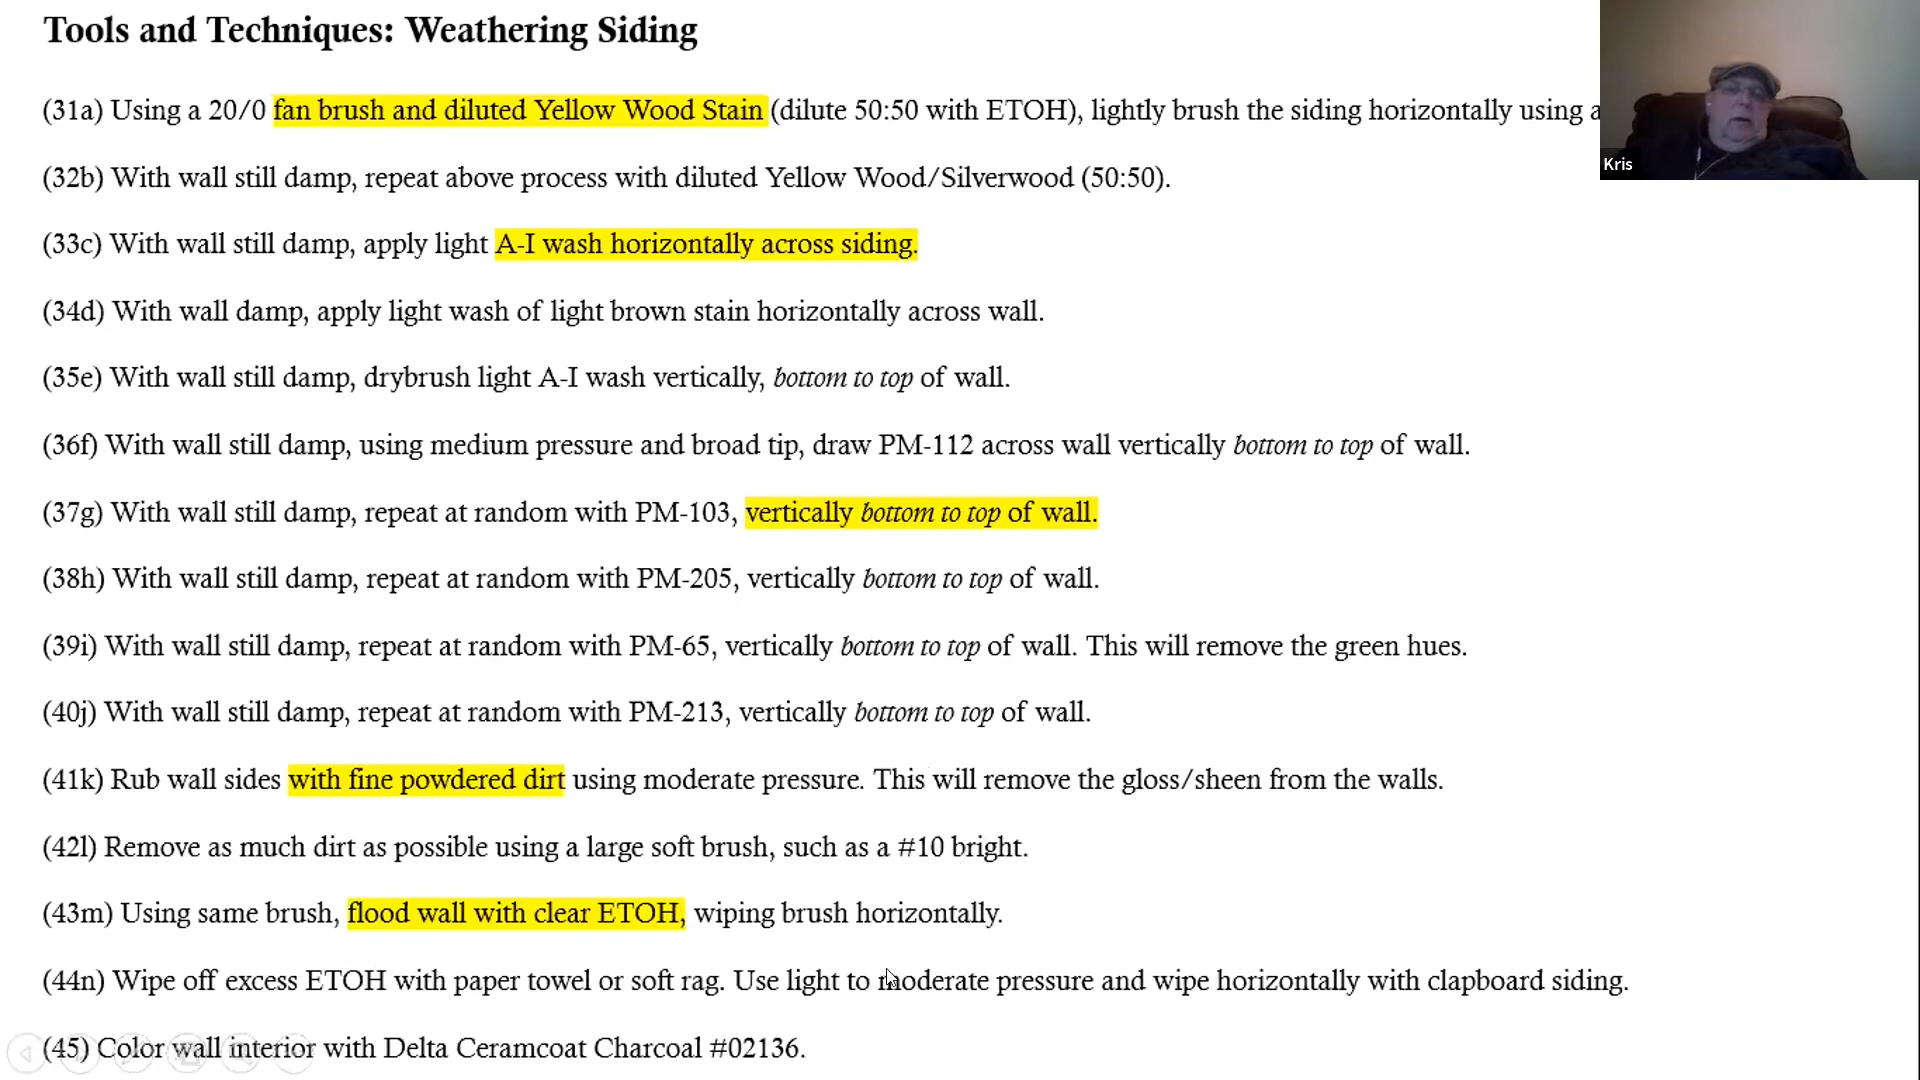 Tools and Techniques: Weathering Siding
(31a) Using a 20/0 fan brush and diluted Yellow Wood Stain (dilute 50:50 with ETOH), lightly brush the siding horizontally using a
Kris
(32b) With wall still damp, repeat above process with diluted Yellow Wood/Silverwood (50:50).
(33c) With wall still damp, apply light A-I wash horizontally across siding.
(34d) With wall damp, apply light wash of light brown stain horizontally across wall.
(35e) With wall still damp, drybrush light A-I wash vertically, bottom to top of wall.
(36f) With wall still damp, using medium pressure and broad tip, draw PM-112 across wall vertically bottom to top of wall.
(37g) With wall still damp, repeat at random with PM-103, vertically bottom to top of wall.
(38h) With wall still damp, repeat at random with PM-205, vertically bottom to top of wall.
(39i) With wall still damp, repeat at random with PM-65, vertically bottom to top of wall. This will remove the green hues.
(40j) With wall still damp, repeat at random with PM-213, vertically bottom to top of wall.
(41k) Rub wall sides with fine powdered dirt using moderate pressure. This will remove the gloss/sheen from the walls.
(42l) Remove as much dirt as possible using a large soft brush, such as a #10 bright.
(43m) Using same brush, flood wall with clear ETOH, wiping brush horizontally.
(44n) Wipe off excess ETOH with paper towel or soft rag. Use light to moderate pressure and wipe horizontally with clapboard siding.
(45) Color wall interior with Delta Ceramcoat Charcoal #02136.